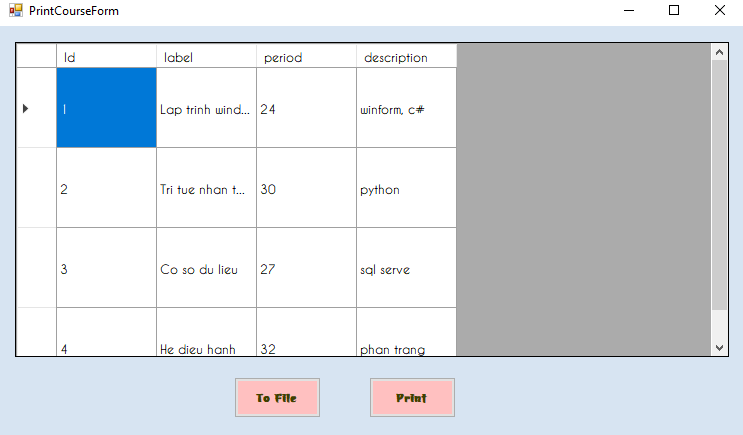 PrintCourseForm
Id label period description
1 Lap trinh wind... 24 winform, c#
2 Tri tue nhan t... 30 python
3 Co so du lieu 27 sql serve
4 He dieu hanh 32 phan trang
To File Print